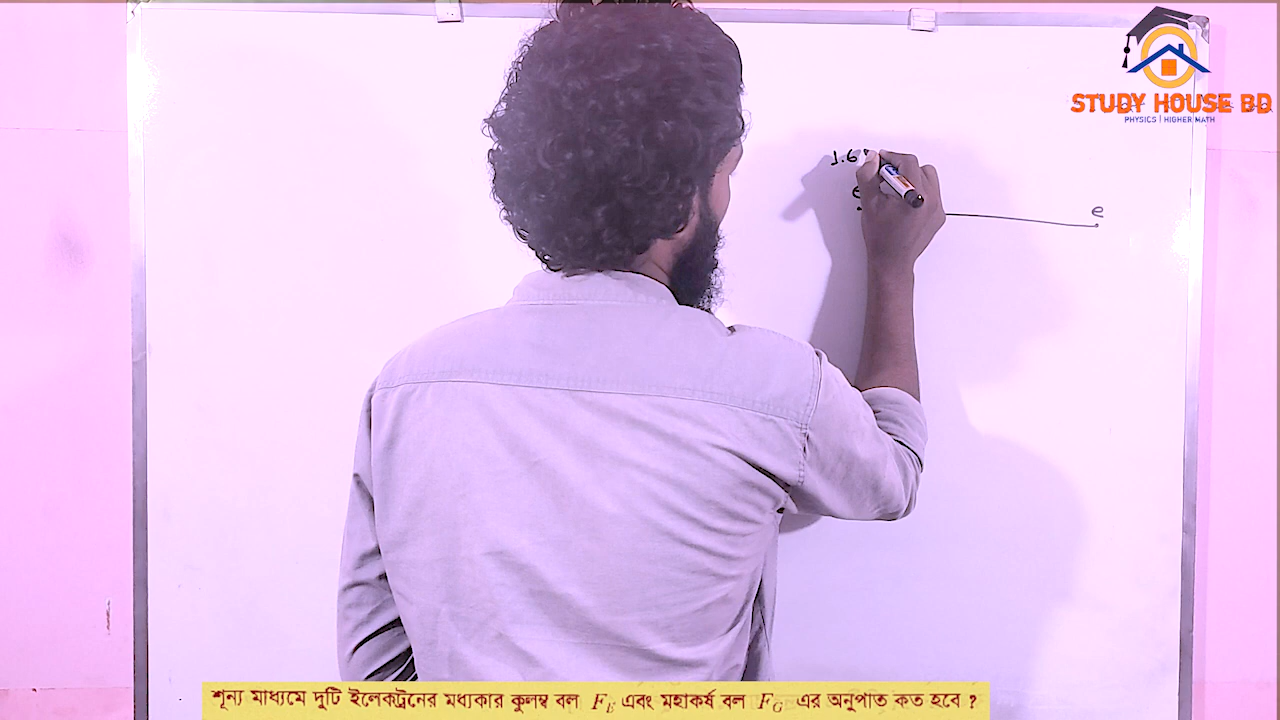 STUDY HOUSE BD
PHYSICS | HIGHER MATH
1.6
e
e
শূন্য মাধ্যমে দুটি ইলেকট্রনের মধ্যকার কুলম্ব বল F_E এবং মহাকর্ষ বল F_G এর অনুপাত কত হবে ?